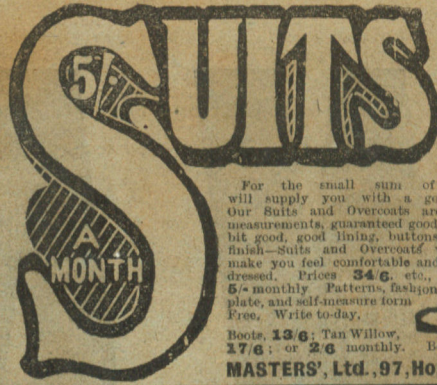 SUITS
5/-
A
MONTH
For the small sum of
will supply you with a
Our Suits and Overcoats
measurements, guaranteed good
bit good, good lining, buttons
finish—Suits and Overcoats
make you feel comfortable and
dressed. Prices 34/6, etc.,
5/- monthly Patterns, fashion
plate, and self-measure form
Free. Write to-day.
Boots, 13/6; Tan Willow,
17/6; or 2/6 monthly.
MASTERS', Ltd., 97,